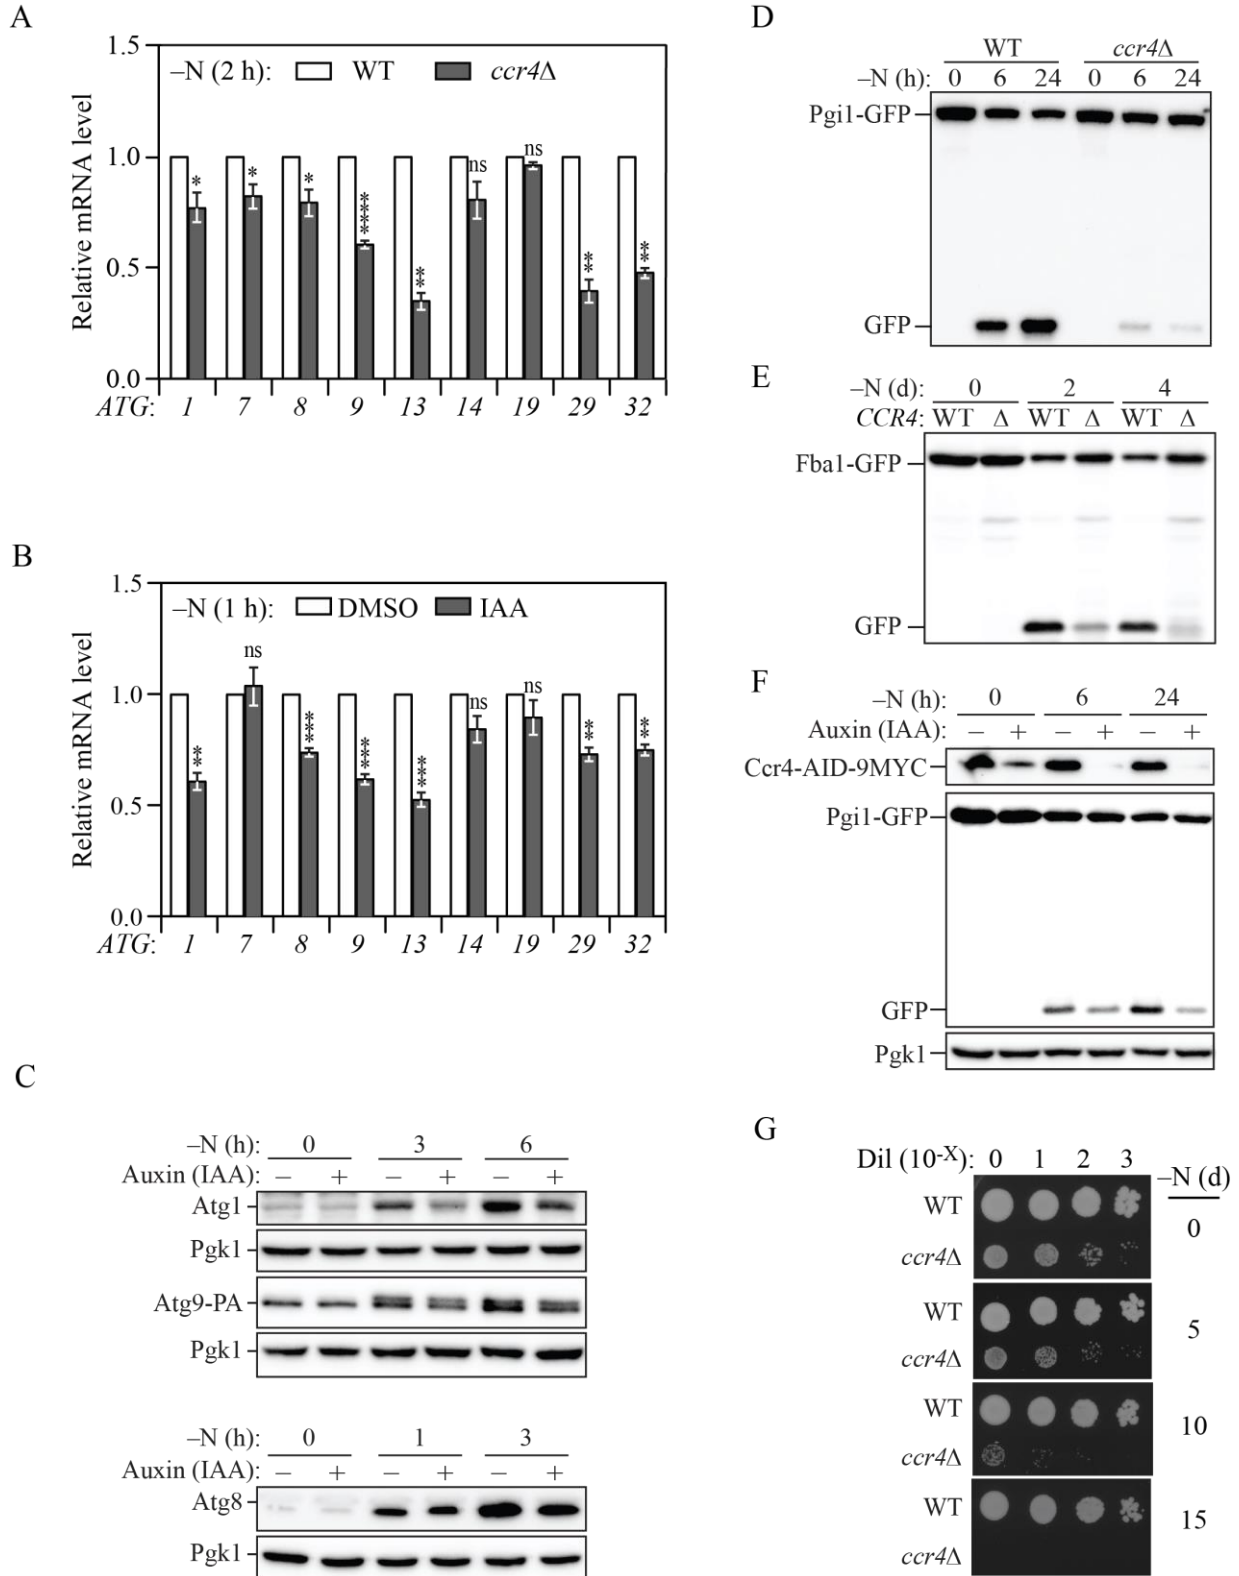 A
1.5
–N (2 h): WT ccr4Δ
1.0
0.5
0.0
Relative mRNA level
* * * **** ** ns ns ** **
ATG: 1 7 8 9 13 14 19 29 32
B
1.5
–N (1 h): DMSO IAA
1.0
0.5
0.0
Relative mRNA level
** ns *** *** *** ns ns ** **
ATG: 1 7 8 9 13 14 19 29 32
C
–N (h): 0 3 6
Auxin (IAA): – + – + – +
Atg1
Pgk1
Atg9-PA
Pgk1
–N (h): 0 1 3
Auxin (IAA): – + – + – +
Atg8
Pgk1
D
WT ccr4Δ
–N (h): 0 6 24 0 6 24
Pgi1-GFP
GFP
E
–N (d): 0 2 4
CCR4: WT Δ WT Δ WT Δ
Fba1-GFP
GFP
F
–N (h): 0 6 24
Auxin (IAA): – + – + – +
Ccr4-AID-9MYC
Pgi1-GFP
GFP
Pgk1
G
Dil (10-X): 0 1 2 3
–N (d)
WT
0
ccr4Δ
WT
5
ccr4Δ
WT
10
ccr4Δ
WT
15
ccr4Δ